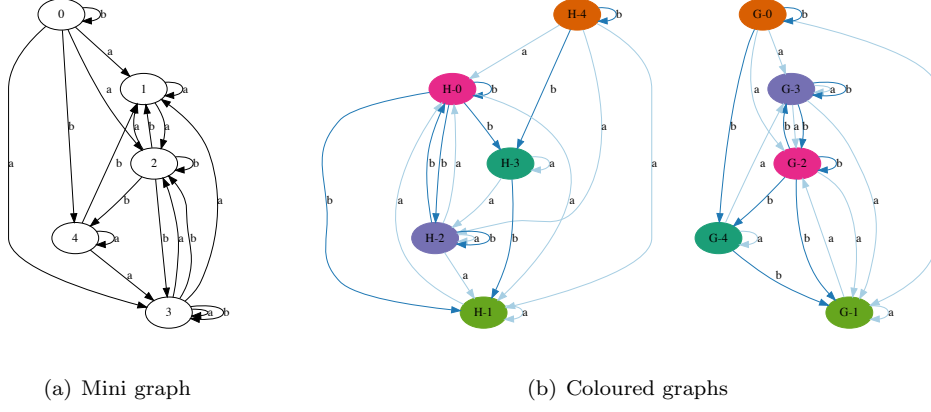 0 b H-4 b G-0 b
a a a
1 a H-0 b G-3 a b
a a
b a b a b b b a b
b b b a
2 b H-3 a G-2 b
b a b
a b a a a b a a
4 a H-2 a b G-4 a
b a b b b a
a a b
3 a b H-1 a G-1 a
(a) Mini graph
(b) Coloured graphs